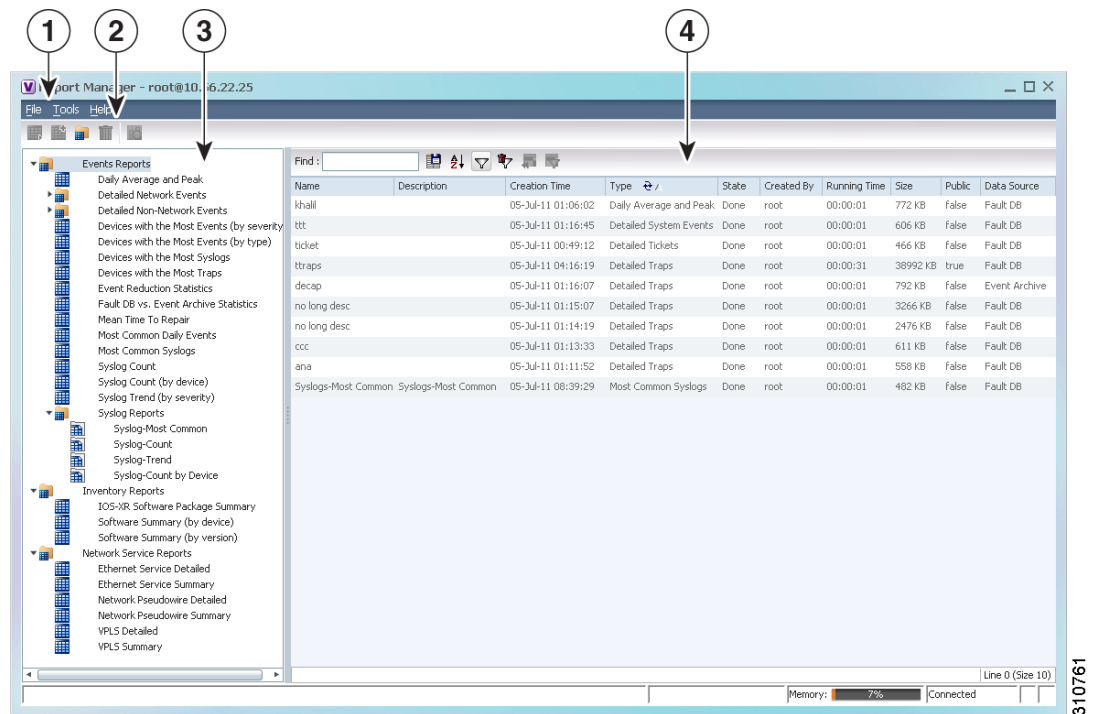 1 2 3 4
Report Manager - root@10.56.22.25
File Tools Help
Events Reports
Daily Average and Peak
Detailed Network Events
Detailed Non-Network Events
Devices with the Most Events (by severity
Devices with the Most Events (by type)
Devices with the Most Syslogs
Devices with the Most Traps
Event Reduction Statistics
Fault DB vs. Event Archive Statistics
Mean Time To Repair
Most Common Daily Events
Most Common Syslogs
Syslog Count
Syslog Count (by device)
Syslog Trend (by severity)
Syslog Reports
Syslog-Most Common
Syslog-Count
Syslog-Trend
Syslog-Count by Device
Inventory Reports
IOS-XR Software Package Summary
Software Summary (by device)
Software Summary (by version)
Network Service Reports
Ethernet Service Detailed
Ethernet Service Summary
Network Pseudowire Detailed
Network Pseudowire Summary
VPLS Detailed
VPLS Summary
Find :
Name Description Creation Time Type State Created By Running Time Size Public Data Source
khalil 05-Jul-11 01:06:02 Daily Average and Peak Done root 00:00:01 772 KB false Fault DB
ttt 05-Jul-11 01:16:45 Detailed System Events Done root 00:00:01 606 KB false Fault DB
ticket 05-Jul-11 00:49:12 Detailed Tickets Done root 00:00:01 466 KB false Fault DB
ttraps 05-Jul-11 04:16:19 Detailed Traps Done root 00:00:31 38992 KB true Fault DB
decap 05-Jul-11 01:16:07 Detailed Traps Done root 00:00:01 792 KB false Event Archive
no long desc 05-Jul-11 01:15:07 Detailed Traps Done root 00:00:01 3266 KB false Fault DB
no long desc 05-Jul-11 01:14:19 Detailed Traps Done root 00:00:01 2476 KB false Fault DB
ccc 05-Jul-11 01:13:33 Detailed Traps Done root 00:00:01 611 KB false Fault DB
ana 05-Jul-11 01:11:52 Detailed Traps Done root 00:00:01 558 KB false Fault DB
Syslogs-Most Common Syslogs-Most Common 05-Jul-11 08:39:29 Most Common Syslogs Done root 00:00:01 482 KB false Fault DB
Line 0 (Size 10)
Memory: 7% Connected
310761